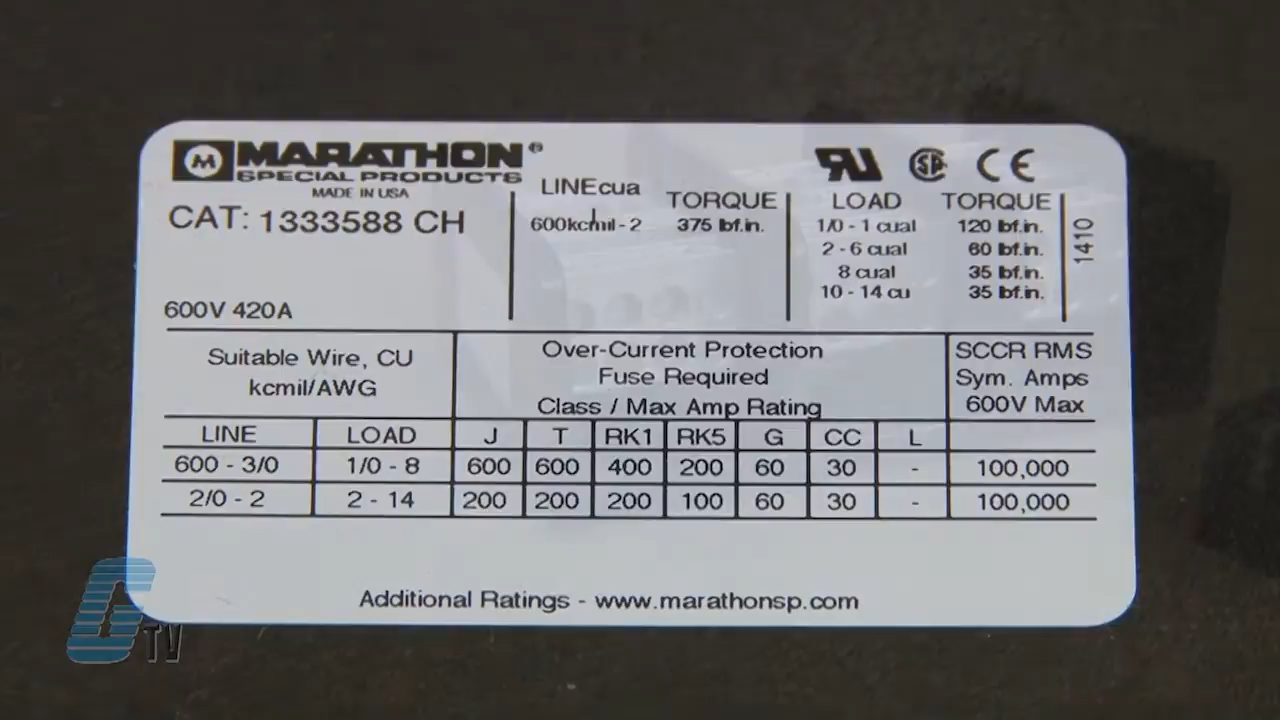 MARATHON®
SPECIAL PRODUCTS
MADE IN USA
CAT: 1333588 CH
600V 420A
LINEcua TORQUE
600kcmil - 2 375 lbf.in.
LOAD TORQUE
1/0 - 1 cual 120 lbf.in.
2 - 6 cual 60 lbf.in.
8 cual 35 lbf.in.
10 - 14 cu 35 lbf.in.
1410
Suitable Wire, CU
kcmil/AWG
Over-Current Protection
Fuse Required
Class / Max Amp Rating
SCCR RMS
Sym. Amps
600V Max
LINE LOAD J T RK1 RK5 G CC L
600 - 3/0 1/0 - 8 600 600 400 200 60 30 - 100,000
2/0 - 2 2 - 14 200 200 200 100 60 30 - 100,000
Additional Ratings - www.marathonsp.com
G TV